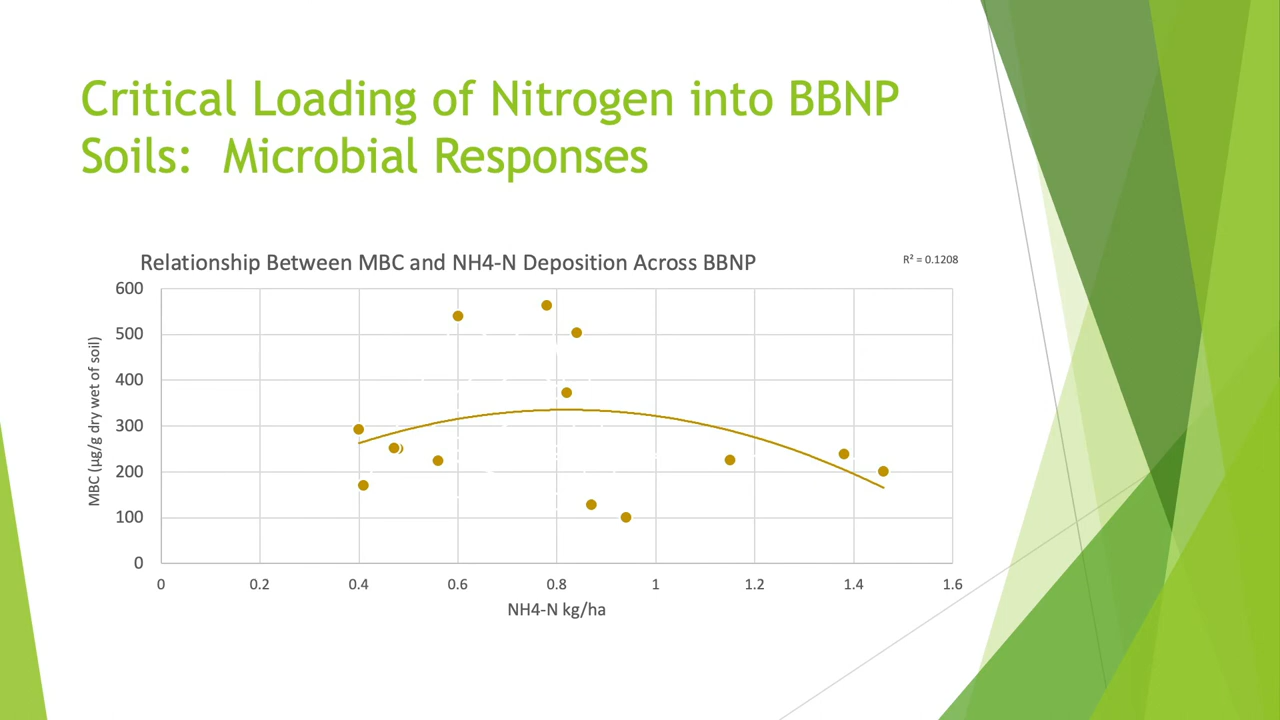 Critical Loading of Nitrogen into BBNP
Soils:  Microbial Responses
Relationship Between MBC and NH4-N Deposition Across BBNP
R² = 0.1208
MBC (µg/g dry wet of soil)
600
500
400
300
200
100
0
0 0.2 0.4 0.6 0.8 1 1.2 1.4 1.6
NH4-N kg/ha